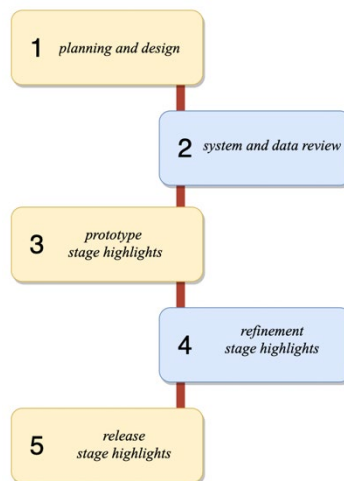 1 planning and design
2 system and data review
3 prototype
stage highlights
4 refinement
stage highlights
5 release
stage highlights